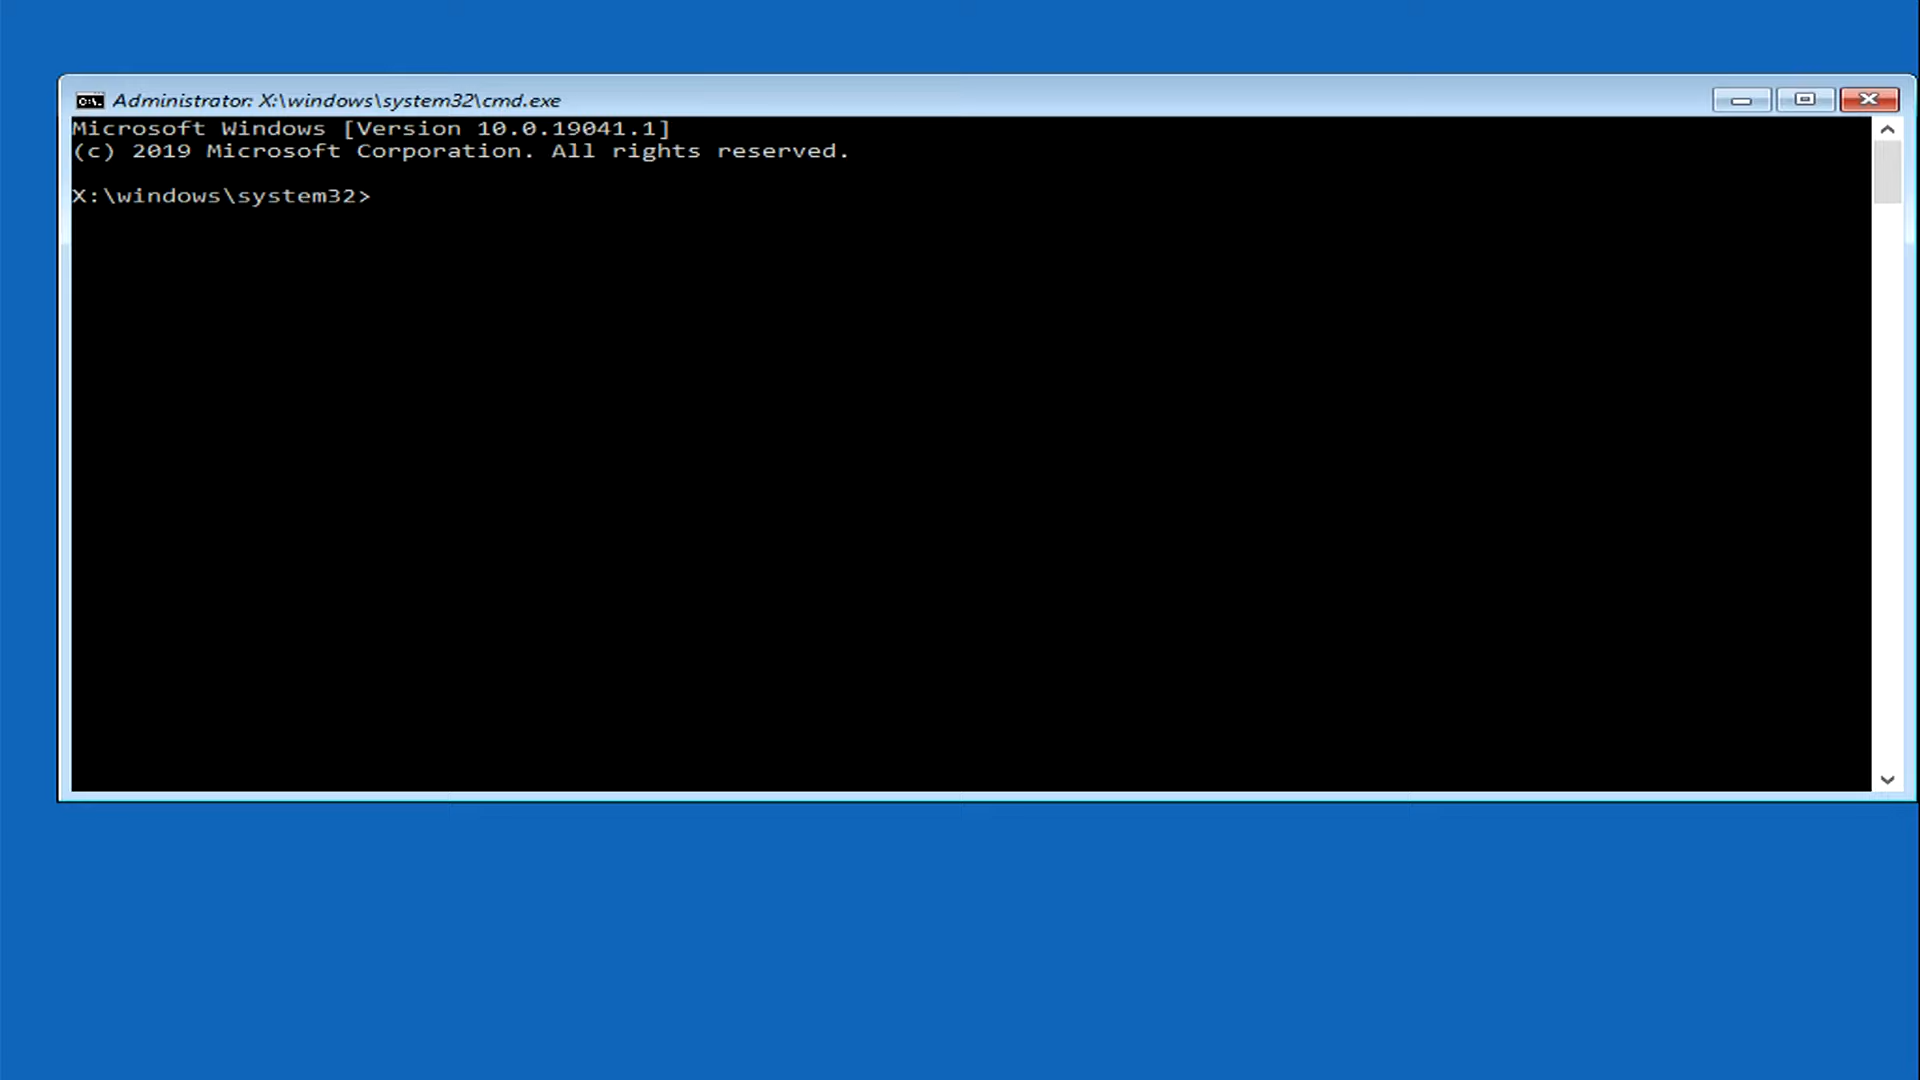 Administrator: X:\windows\system32\cmd.exe
Microsoft Windows [Version 10.0.19041.1]
(c) 2019 Microsoft Corporation. All rights reserved.
X:\windows\system32>